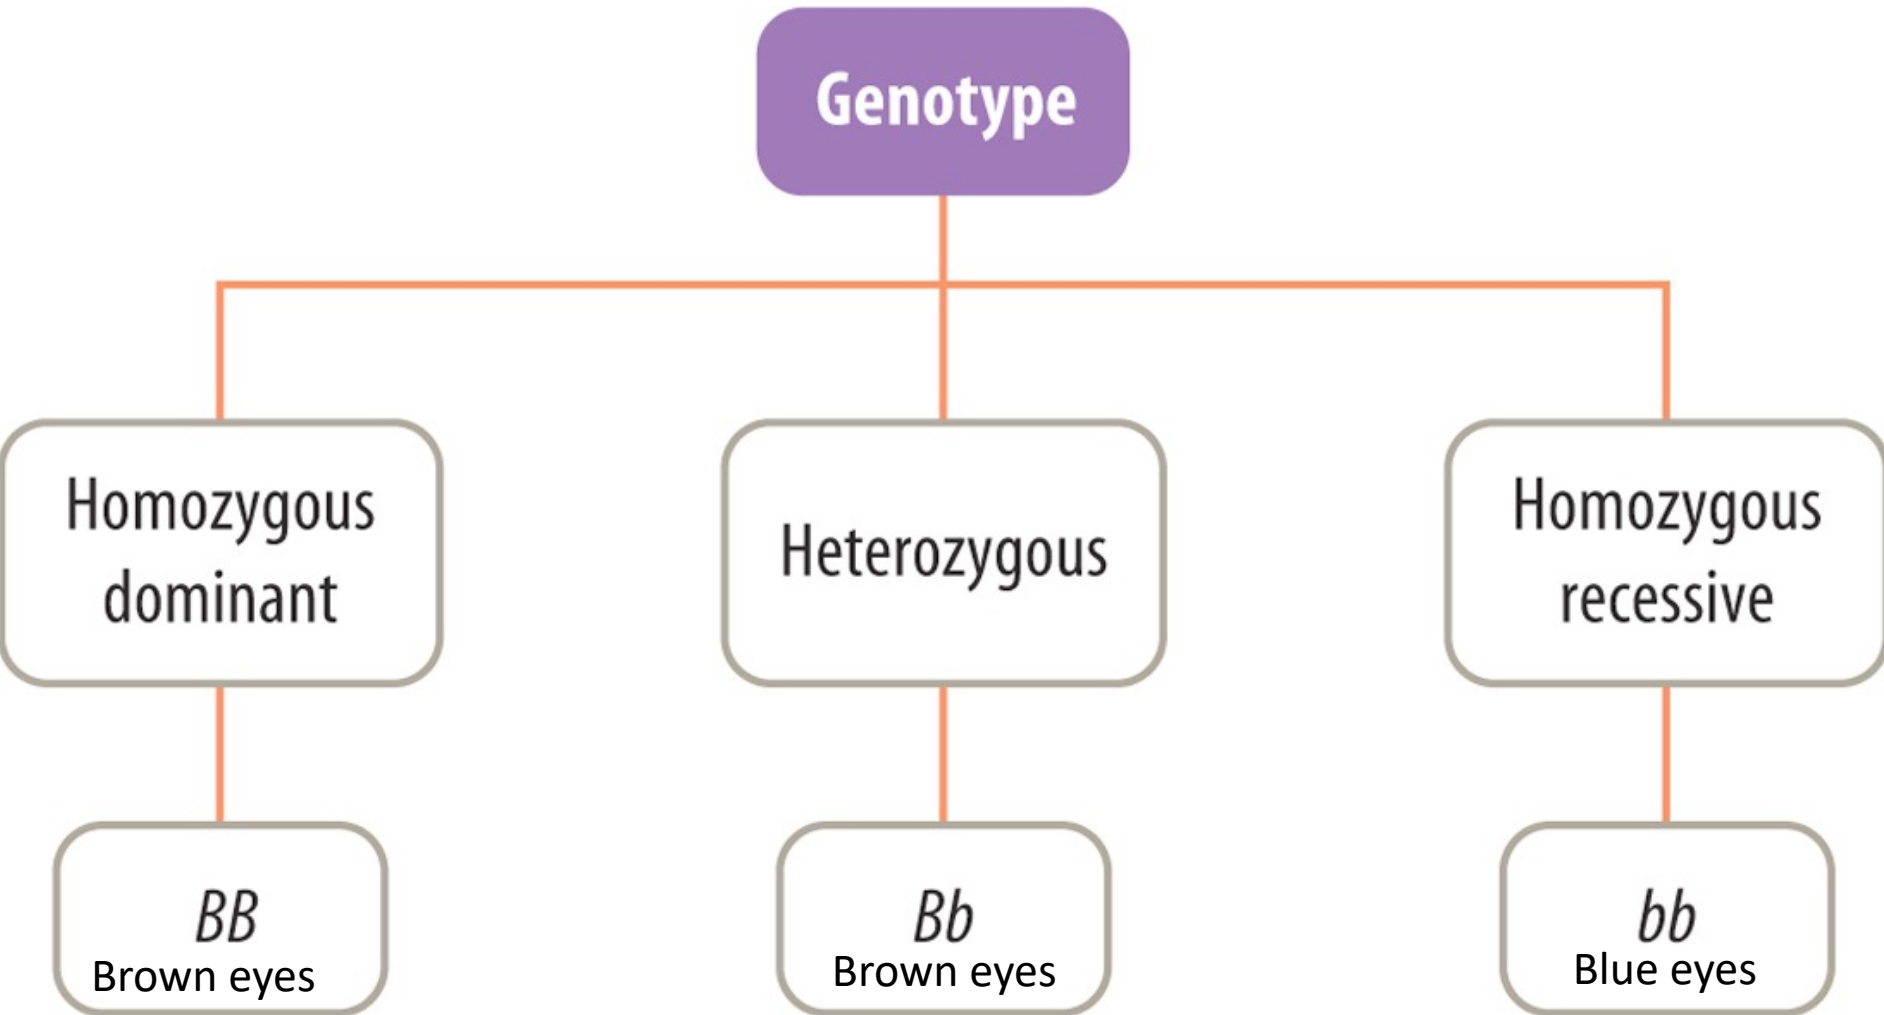 Genotype
Homozygous
dominant
Heterozygous
Homozygous
recessive
BB
Brown eyes
Bb
Brown eyes
bb
Blue eyes